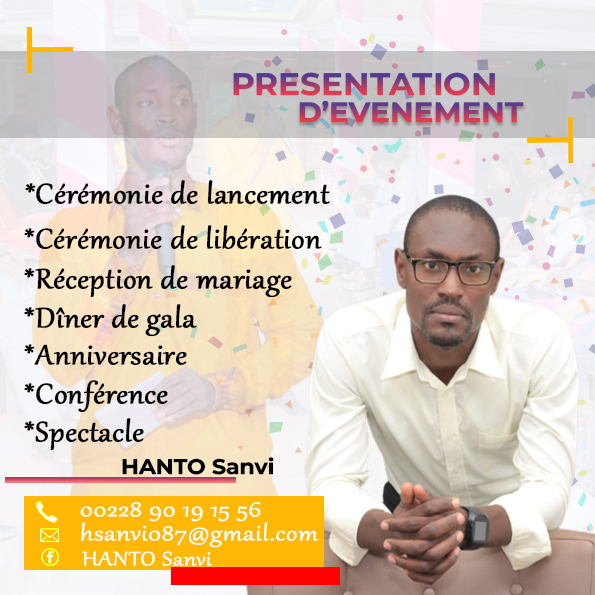 PRESENTATION
D'EVENEMENT
*Cérémonie de lancement
*Cérémonie de libération
*Réception de mariage
*Dîner de gala
*Anniversaire
*Conférence
*Spectacle
HANTO Sanvi
00228 90 19 15 56
hsanvio87@gmail.com
HANTO Sanvi